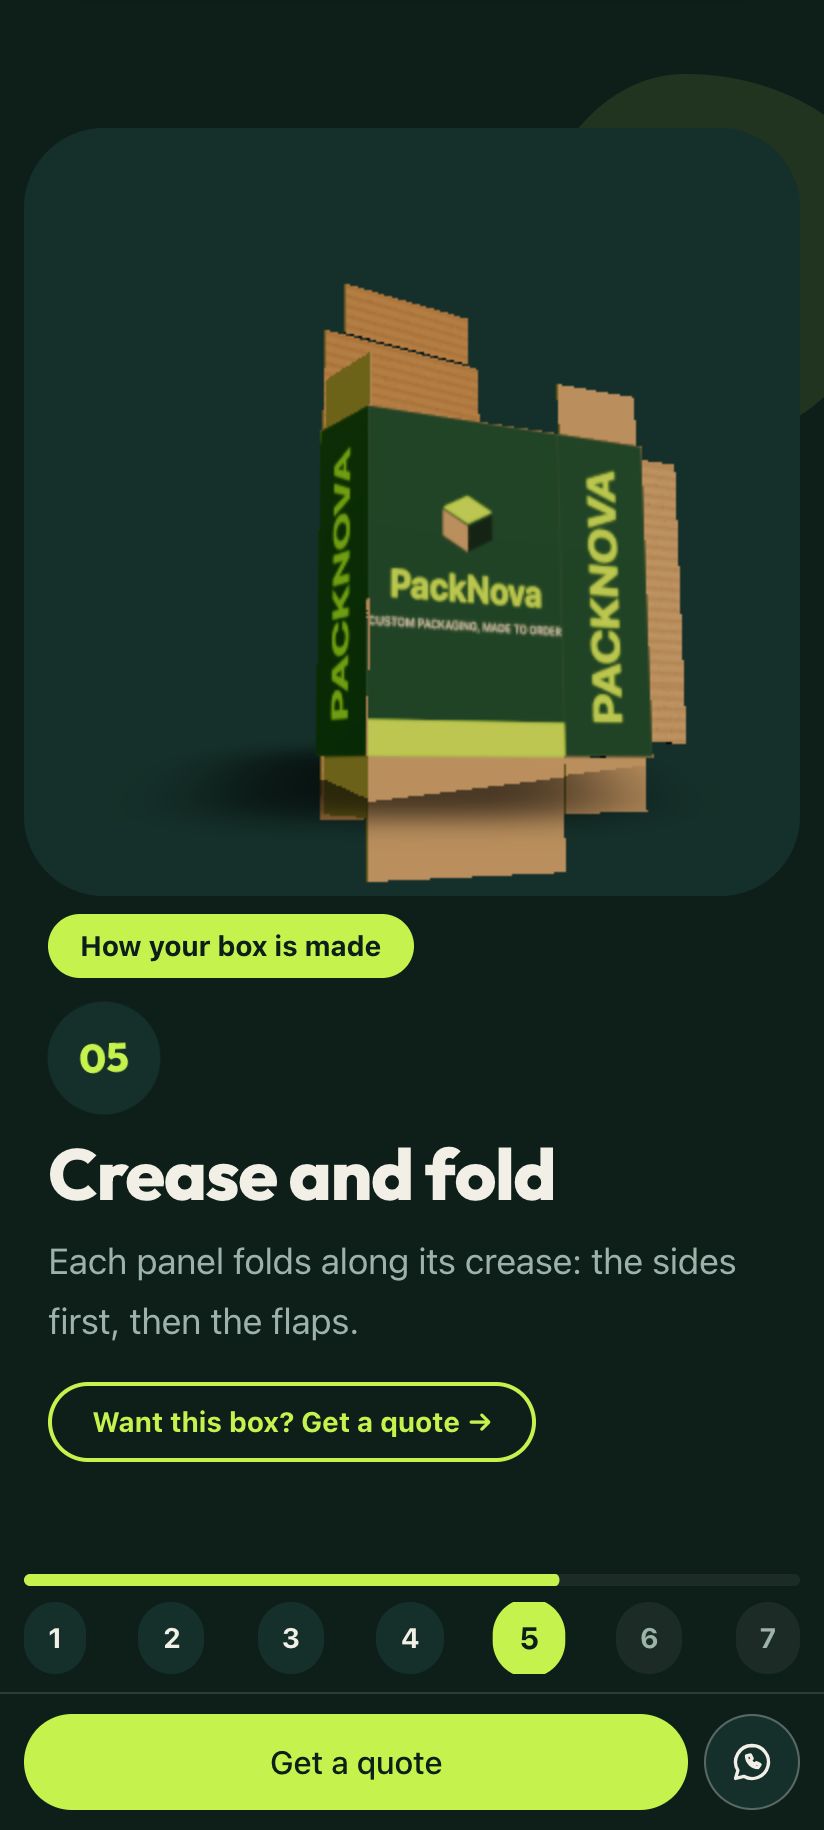 PACKNOVA
PackNova
CUSTOM PACKAGING, MADE TO ORDER
PACKNOVA
How your box is made
05
Crease and fold
Each panel folds along its crease: the sides
first, then the flaps.
Want this box? Get a quote →
1 2 3 4 5 6 7
Get a quote